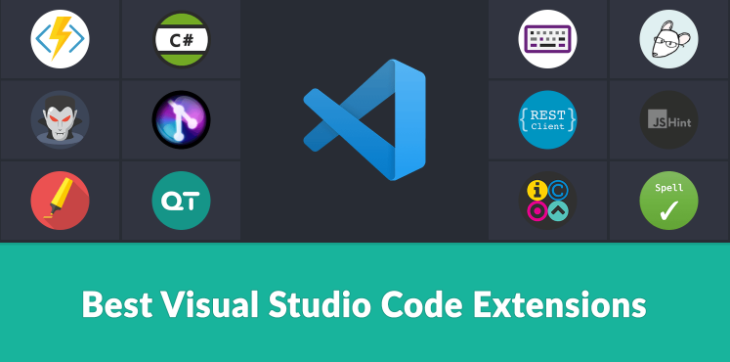 C#
REST
Client
JSHint
QT
i
C
Spell
Best Visual Studio Code Extensions